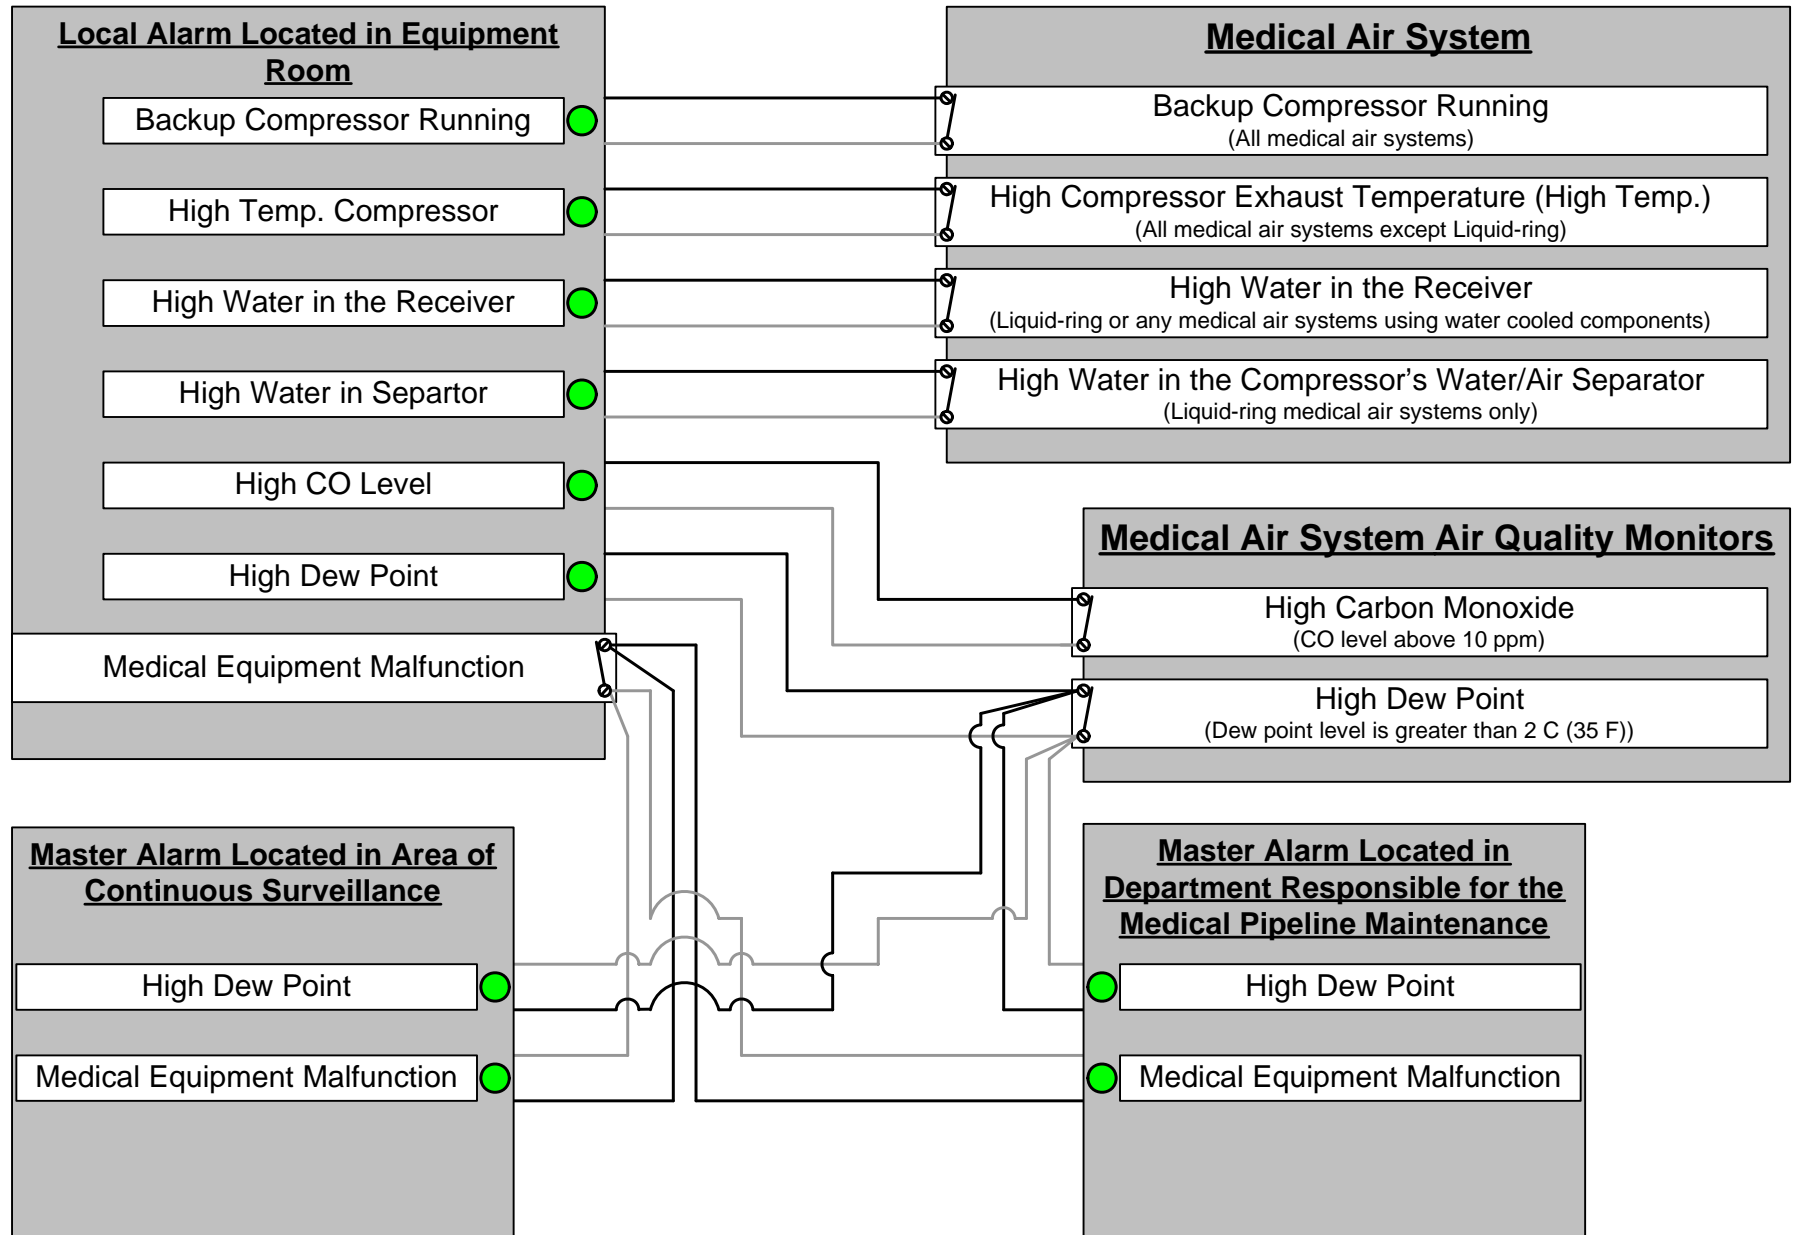 Local Alarm Located in Equipment
Room
Backup Compressor Running
High Temp. Compressor
High Water in the Receiver
High Water in Separtor
High CO Level
High Dew Point
Medical Equipment Malfunction
Medical Air System
Backup Compressor Running
(All medical air systems)
High Compressor Exhaust Temperature (High Temp.)
(All medical air systems except Liquid-ring)
High Water in the Receiver
(Liquid-ring or any medical air systems using water cooled components)
High Water in the Compressor's Water/Air Separator
(Liquid-ring medical air systems only)
Medical Air System Air Quality Monitors
High Carbon Monoxide
(CO level above 10 ppm)
High Dew Point
(Dew point level is greater than 2 C (35 F))
Master Alarm Located in Area of
Continuous Surveillance
High Dew Point
Medical Equipment Malfunction
Master Alarm Located in
Department Responsible for the
Medical Pipeline Maintenance
High Dew Point
Medical Equipment Malfunction